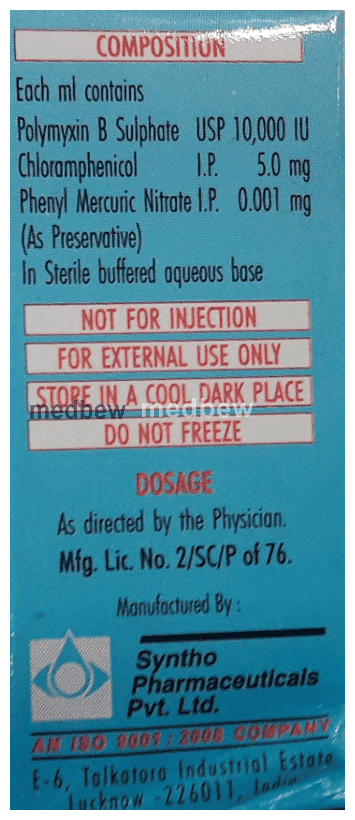 COMPOSITION
Each ml contains
Polymyxin B Sulphate USP 10,000 IU
Chloramphenicol I.P. 5.0 mg
Phenyl Mercuric Nitrate I.P. 0.001 mg
(As Preservative)
In Sterile buffered aqueous base
NOT FOR INJECTION
FOR EXTERNAL USE ONLY
STORE IN A COOL DARK PLACE
medbew medbew
DO NOT FREEZE
DOSAGE
As directed by the Physician.
Mfg. Lic. No. 2/SC/P of 76.
Manufactured By :
Syntho
Pharmaceuticals
Pvt. Ltd.
AN ISO 9001 : 2008 COMPANY
E-6, Talkatora Industrial Estate
Lucknow -226011, India